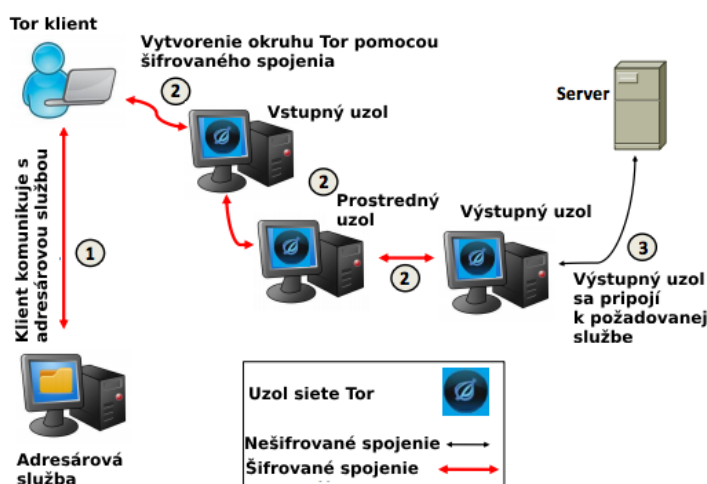 Tor klient
Vytvorenie okruhu Tor pomocou
šifrovaného spojenia
2
Vstupný uzol
Server
Klient komunikuje s
adresárovou službou
1
2
Prostredný
uzol
Výstupný uzol
2
3
Výstupný uzol
sa pripojí
k požadovanej
službe
Adresárová
služba
Uzol siete Tor
Nešifrované spojenie
Šifrované spojenie